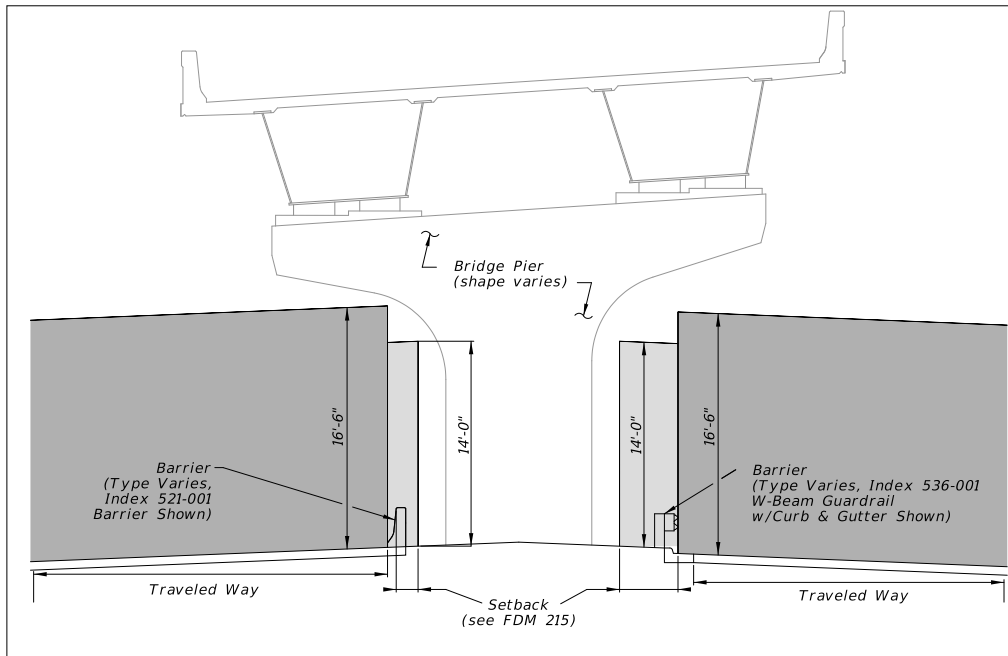 Bridge Pier
(shape varies)
16'-6"
14'-0"
14'-0"
16'-6"
Barrier
(Type Varies,
Index 521-001
Barrier Shown)
Barrier
(Type Varies, Index 536-001
W-Beam Guardrail
w/Curb & Gutter Shown)
Traveled Way
Setback
(see FDM 215)
Traveled Way